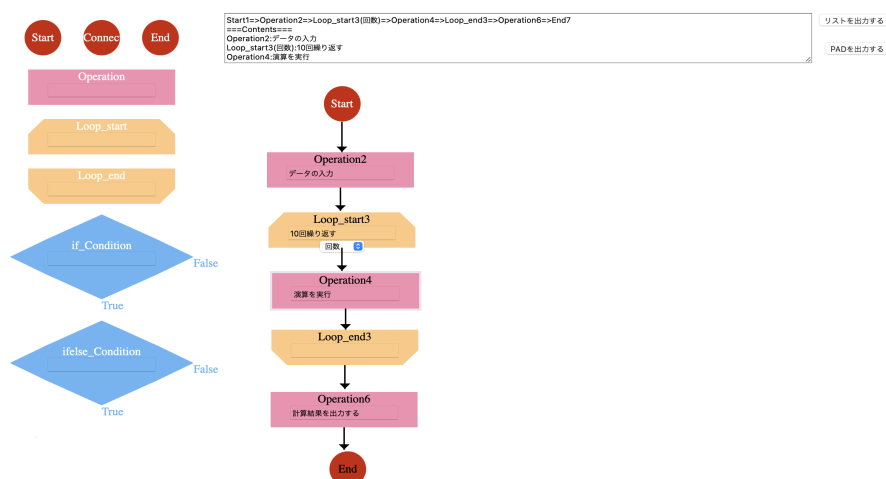 Start
Connec
End
Operation
Loop_start
Loop_end
if_Condition
False
True
ifelse_Condition
False
True
Start1=>Operation2=>Loop_start3(回数)=>Operation4=>Loop_end3=>Operation6=>End7
===Contents===
Operation2:データの入力
Loop_start3(回数):10回繰り返す
Operation4:演算を実行
リストを出力する
PADを出力する
Start
Operation2
データの入力
Loop_start3
10回繰り返す
回数
Operation4
演算を実行
Loop_end3
Operation6
計算結果を出力する
End